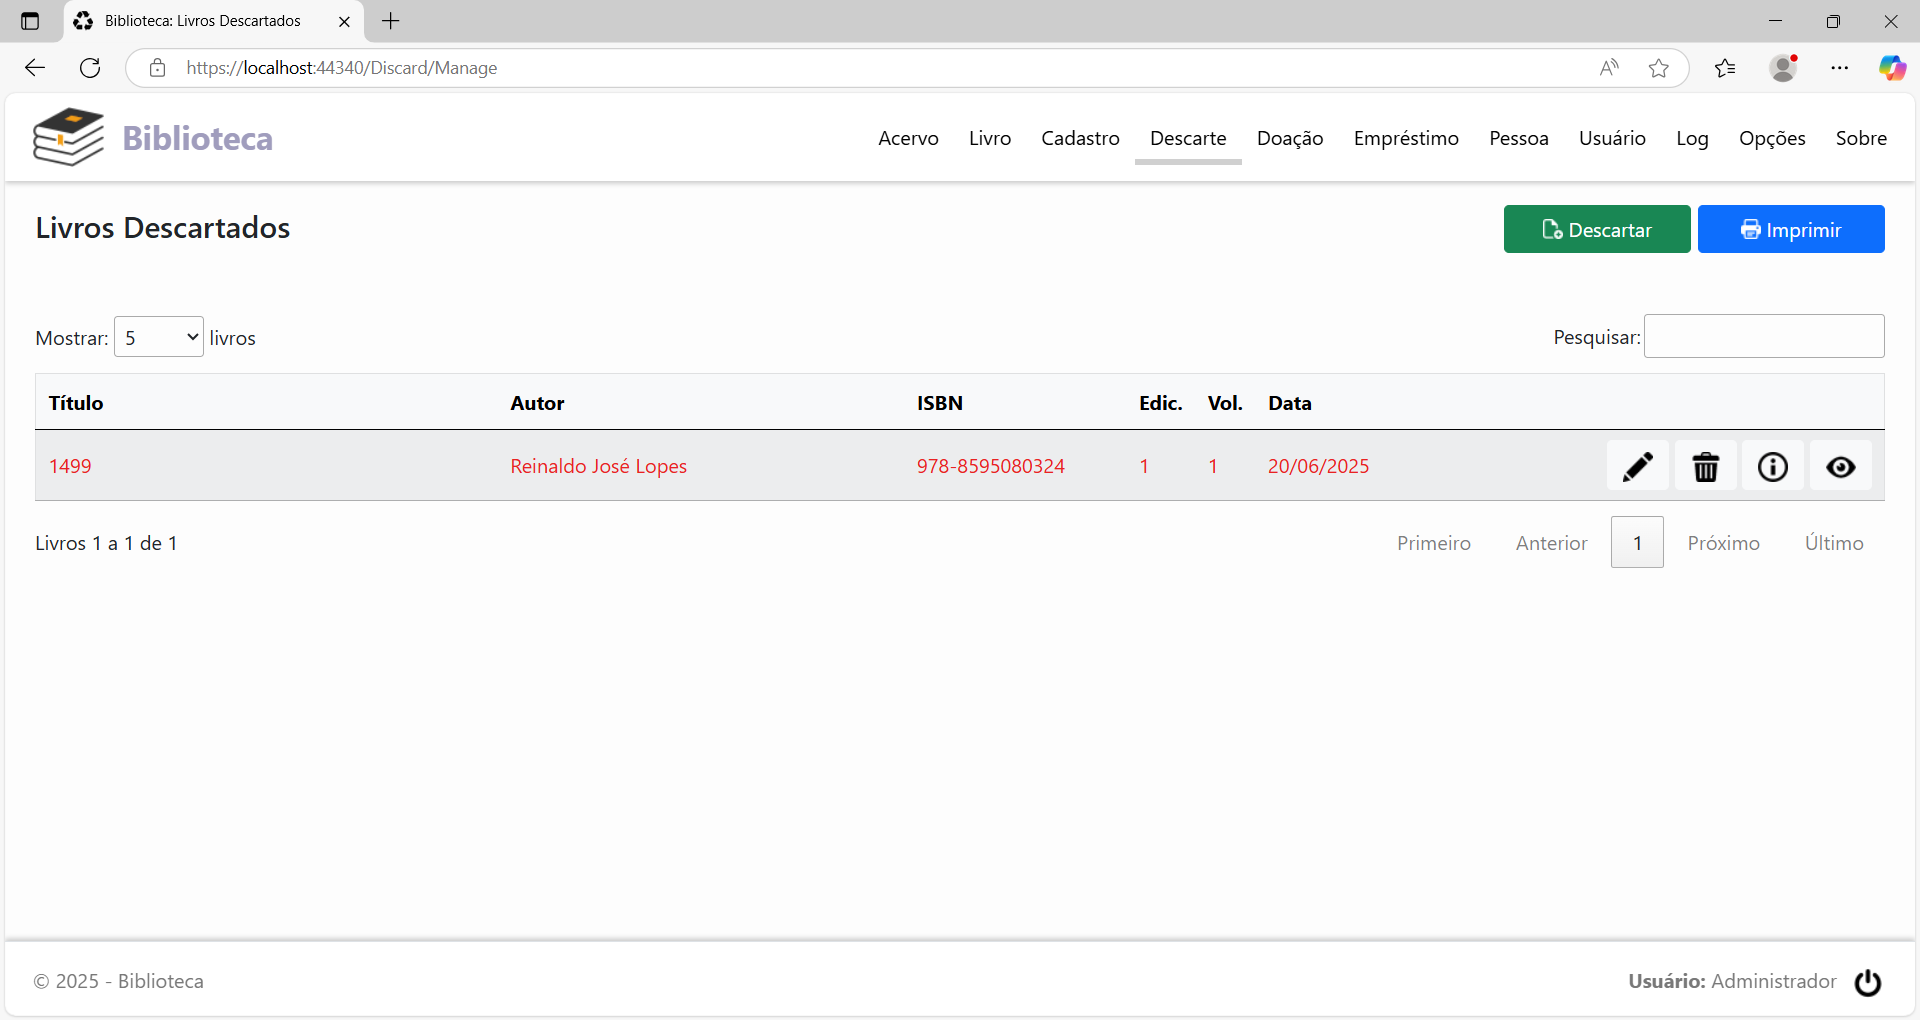 Biblioteca: Livros Descartados
https://localhost:44340/Discard/Manage
Biblioteca
Acervo Livro Cadastro Descarte Doação Empréstimo Pessoa Usuário Log Opções Sobre
Livros Descartados
Descartar Imprimir
Mostrar: 5 livros Pesquisar:
Título Autor ISBN Edic. Vol. Data
1499 Reinaldo José Lopes 978-8595080324 1 1 20/06/2025
Livros 1 a 1 de 1 Primeiro Anterior 1 Próximo Último
© 2025 - Biblioteca Usuário: Administrador